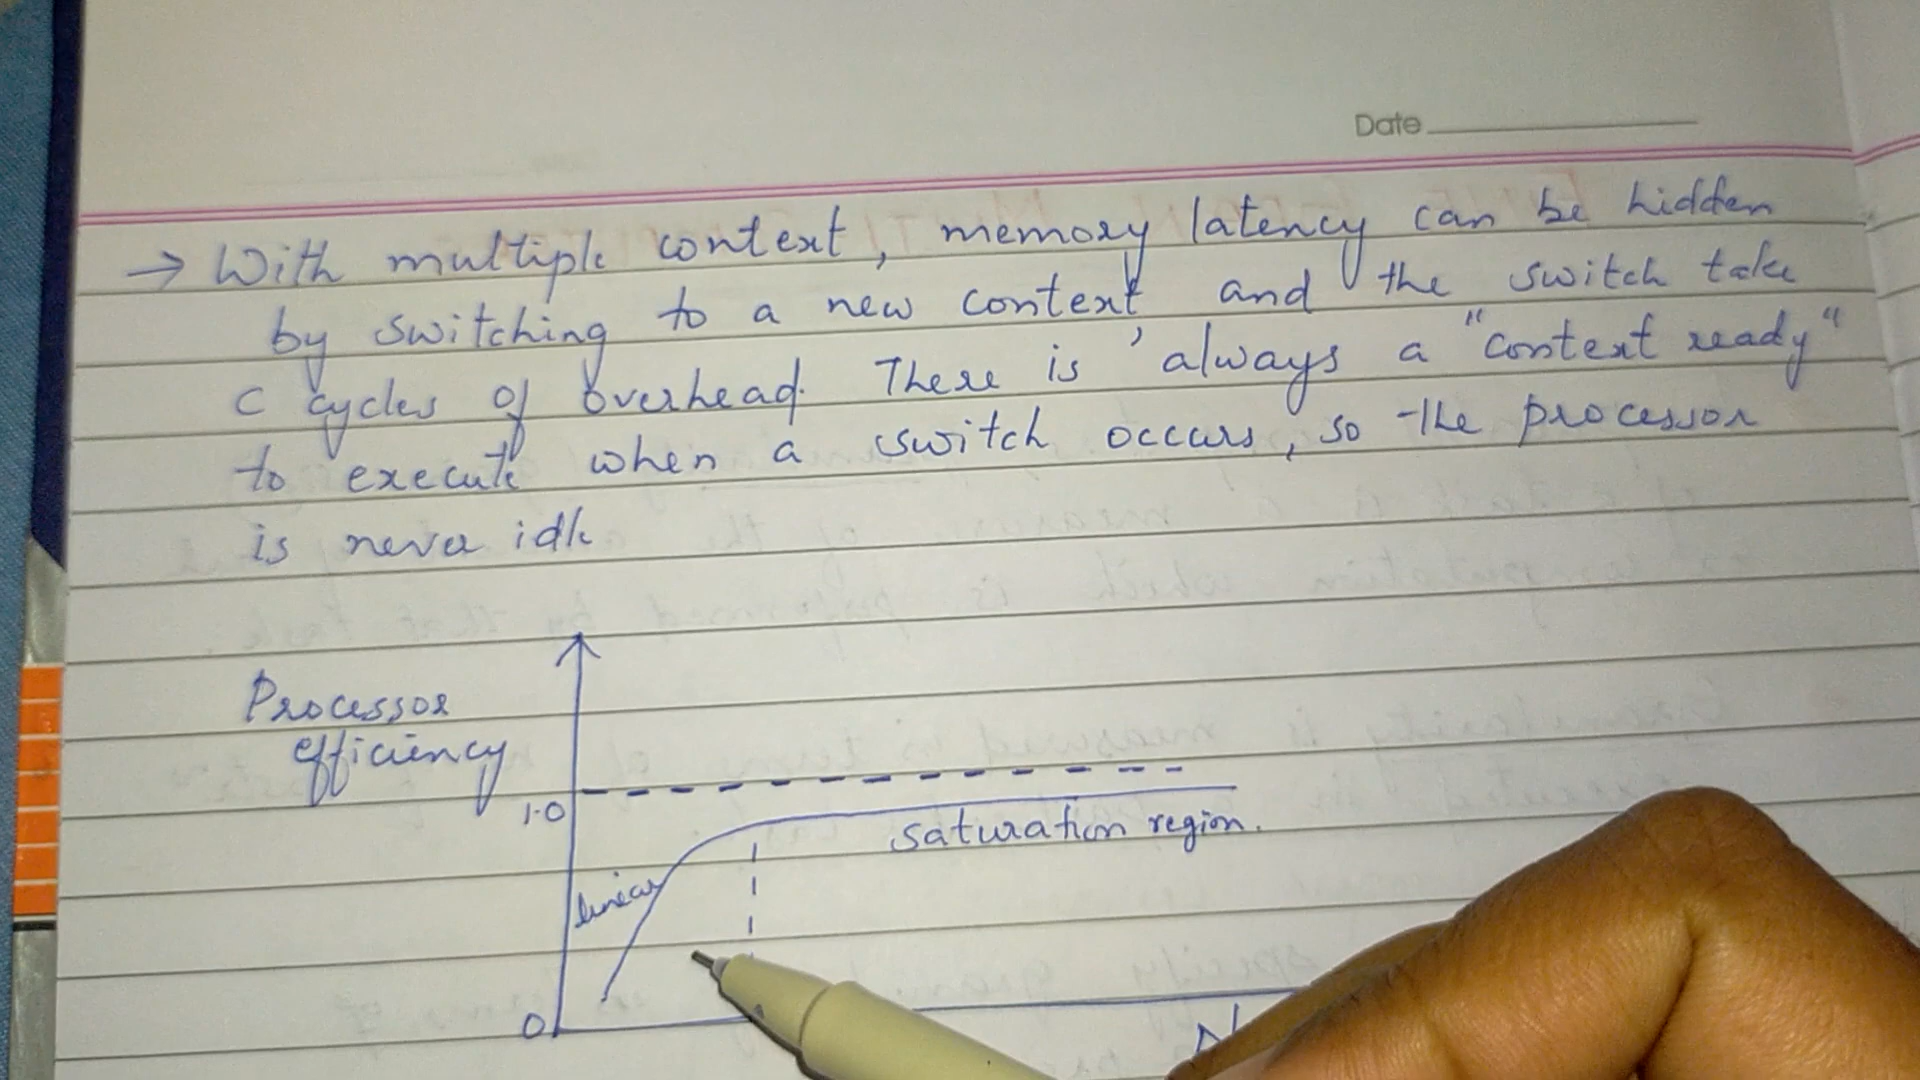 Date
→ With multiple context, memory latency can be hidden
by switching to a new context and the switch take
C cycles of overhead. There is always a "context ready"
to execute when a switch occurs, so the processor
is never idle
Processor
efficiency
1.0
saturation region.
linear
0
N